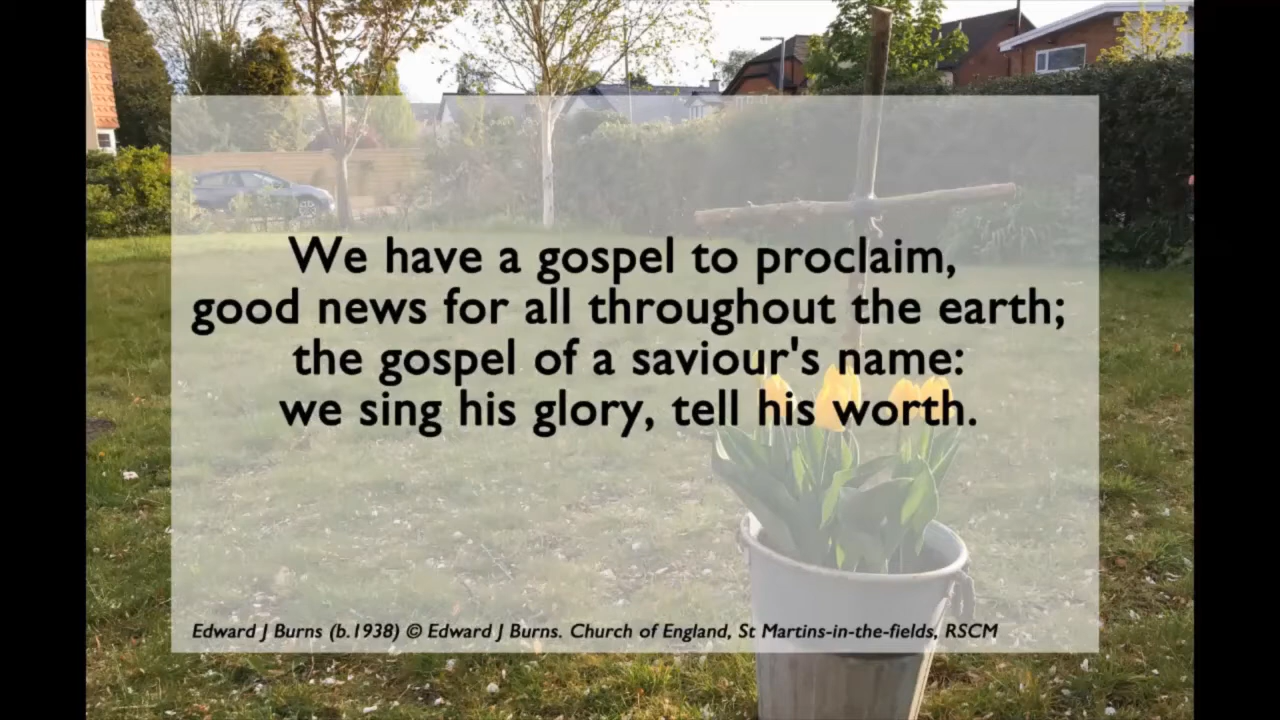 We have a gospel to proclaim,
good news for all throughout the earth;
the gospel of a saviour's name:
we sing his glory, tell his worth.
Edward J Burns (b.1938) © Edward J Burns. Church of England, St Martins-in-the-fields, RSCM